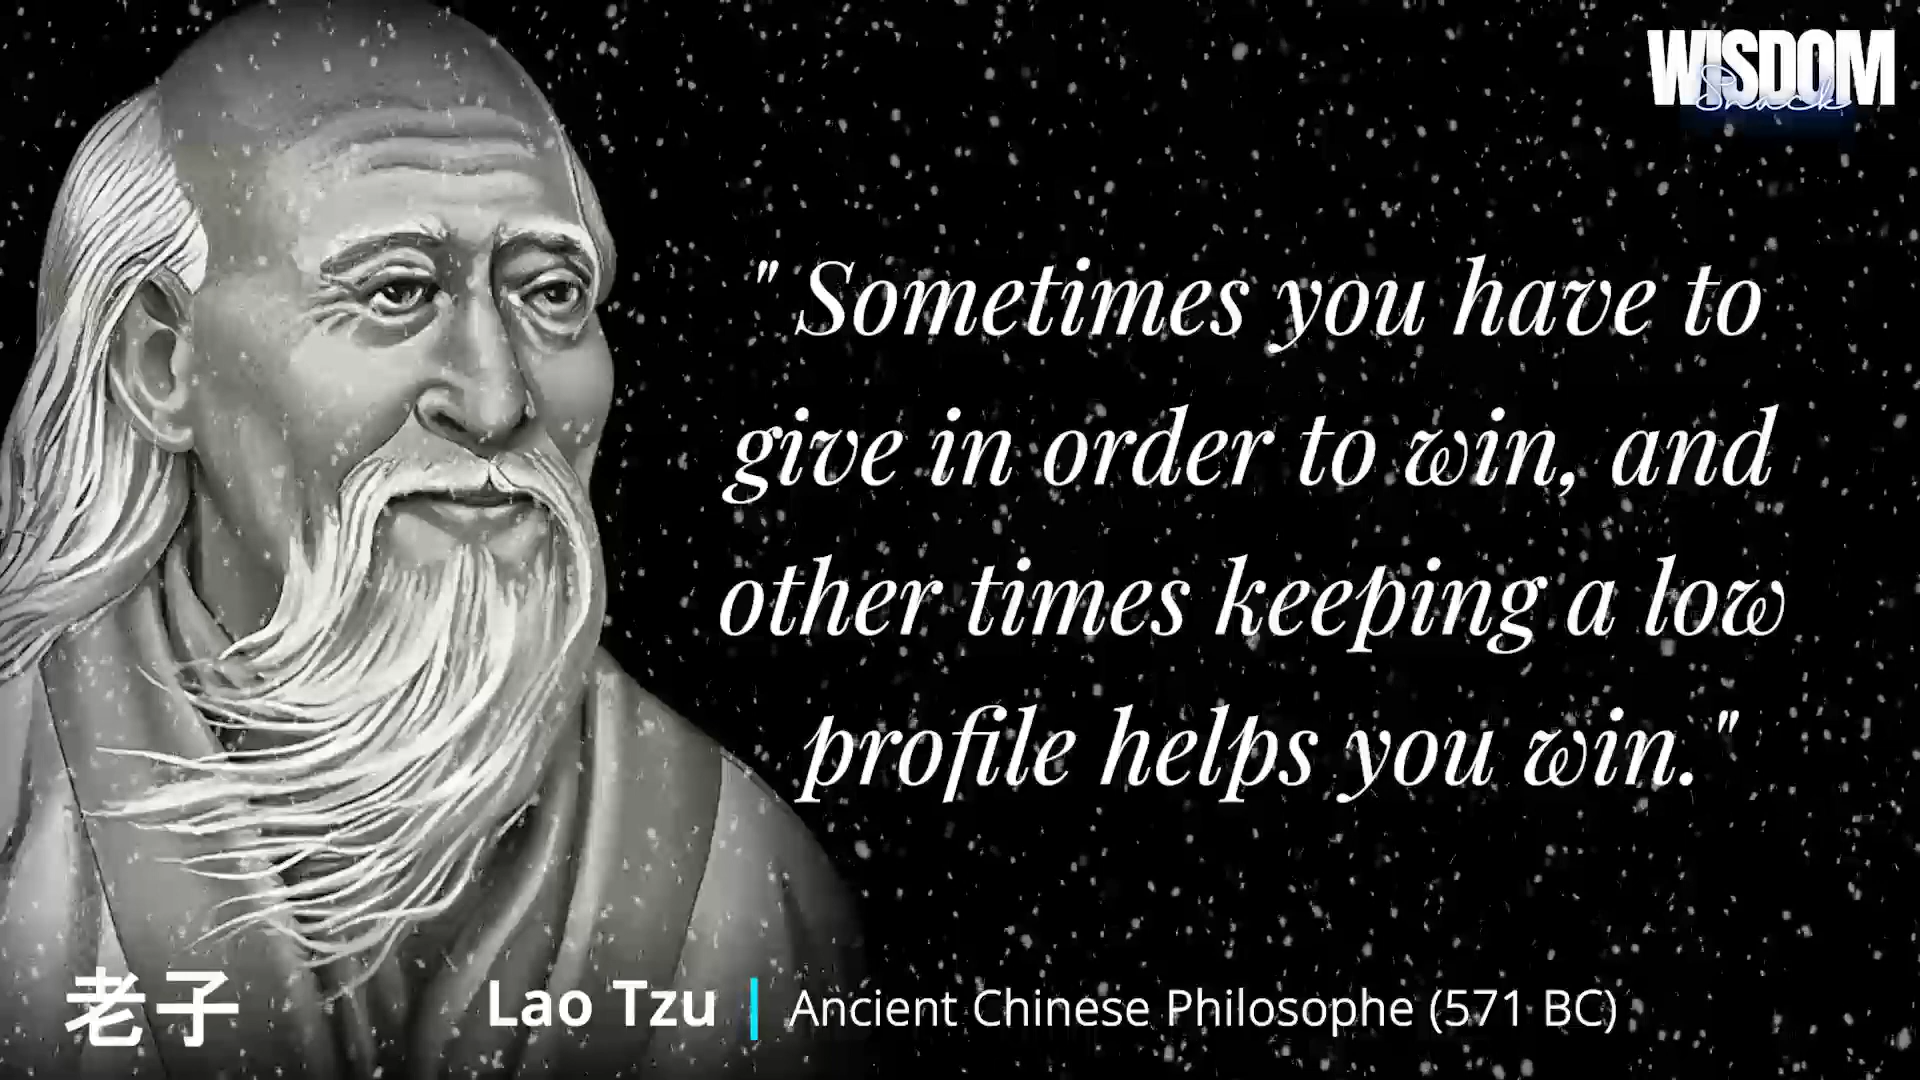 WISDOM
Snack
" Sometimes you have to
give in order to win, and
other times keeping a low
profile helps you win."
老子
Lao Tzu | Ancient Chinese Philosophe (571 BC)